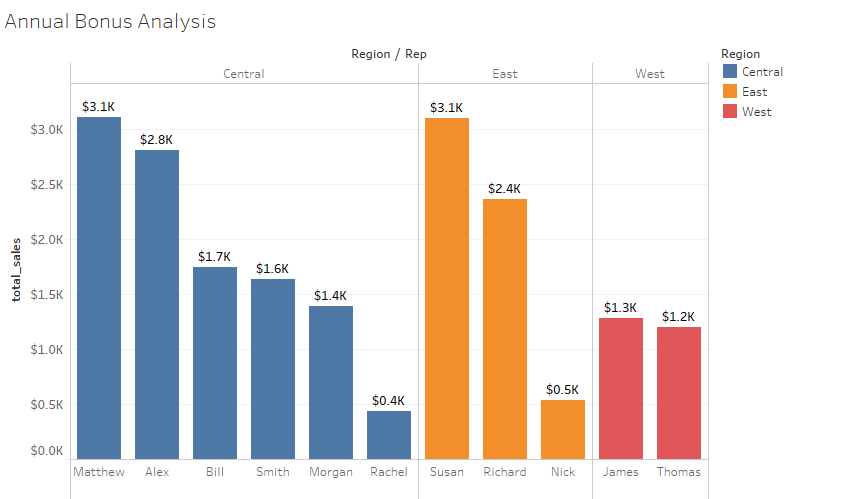 Annual Bonus Analysis
Region / Rep
Central East West
Region
Central
East
West
$3.1K $2.8K $1.7K $1.6K $1.4K $0.4K $3.1K $2.4K $0.5K $1.3K $1.2K
total_sales
$3.0K
$2.5K
$2.0K
$1.5K
$1.0K
$0.5K
$0.0K
Matthew Alex Bill Smith Morgan Rachel Susan Richard Nick James Thomas